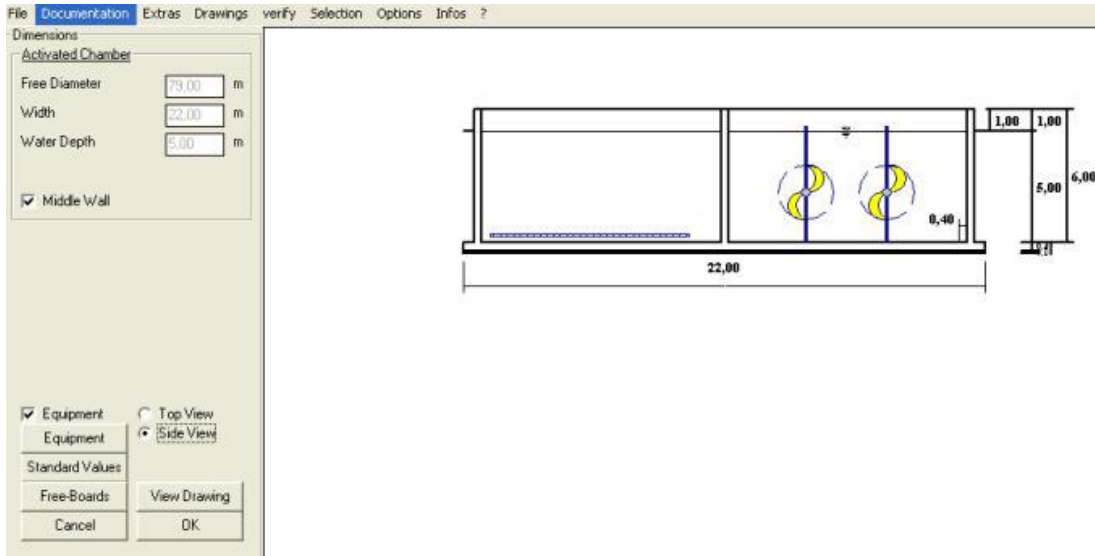 File Documentation Extras Drawings verify Selection Options Infos ?
Dimensions
Activated Chamber
Free Diameter 79,00 m
Width 22,00 m
Water Depth 5,00 m
Middle Wall
Equipment Top View
Equipment Side View
Standard Values
Free-Boards View Drawing
Cancel OK
1,00 1,00
5,00 6,00
0,40
22,00